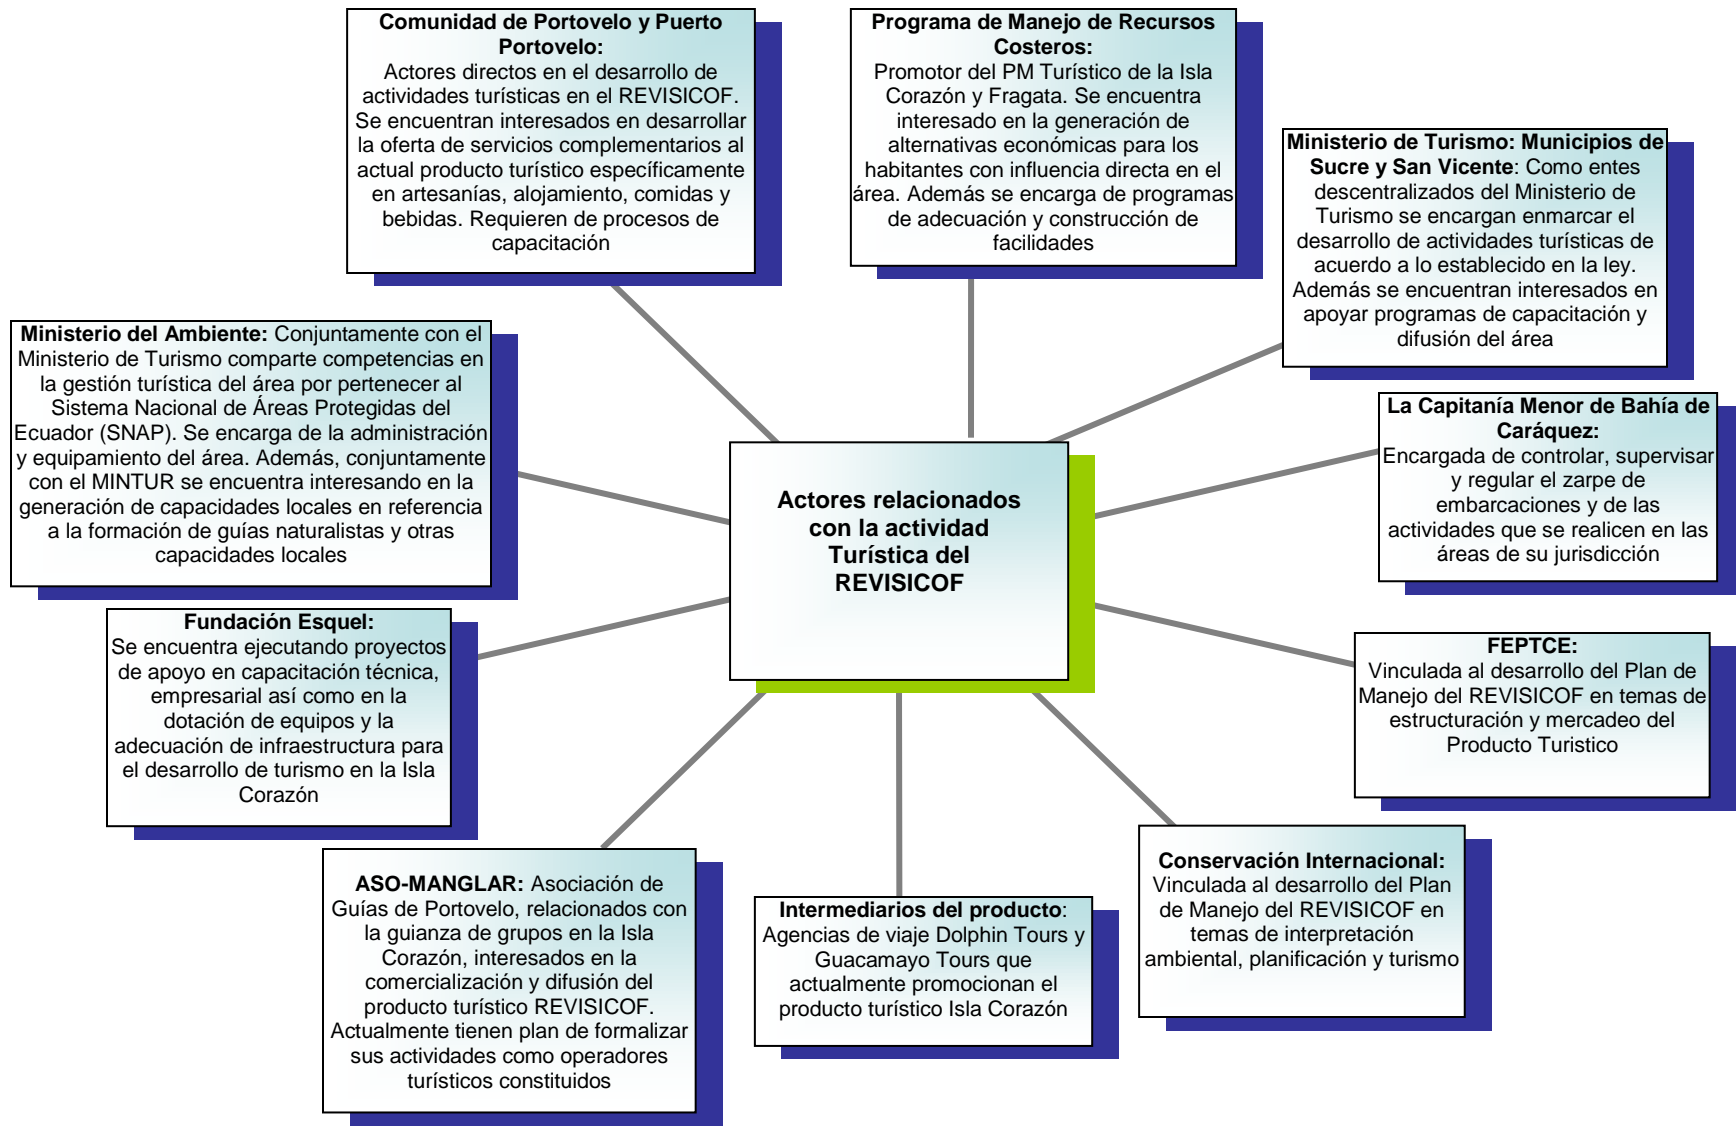 Comunidad de Portovelo y Puerto
Portovelo:
Actores directos en el desarrollo de
actividades turísticas en el REVISICOF.
Se encuentran interesados en desarrollar
la oferta de servicios complementarios al
actual producto turístico específicamente
en artesanías, alojamiento, comidas y
bebidas. Requieren de procesos de
capacitación
Programa de Manejo de Recursos
Costeros:
Promotor del PM Turístico de la Isla
Corazón y Fragata. Se encuentra
interesado en la generación de
alternativas económicas para los
habitantes con influencia directa en el
área. Además se encarga de programas
de adecuación y construcción de
facilidades
Ministerio de Turismo: Municipios de
Sucre y San Vicente: Como entes
descentralizados del Ministerio de
Turismo se encargan enmarcar el
desarrollo de actividades turísticas de
acuerdo a lo establecido en la ley.
Además se encuentran interesados en
apoyar programas de capacitación y
difusión del área
Ministerio del Ambiente: Conjuntamente con el
Ministerio de Turismo comparte competencias en
la gestión turística del área por pertenecer al
Sistema Nacional de Áreas Protegidas del
Ecuador (SNAP). Se encarga de la administración
y equipamiento del área. Además, conjuntamente
con el MINTUR se encuentra interesando en la
generación de capacidades locales en referencia
a la formación de guías naturalistas y otras
capacidades locales
La Capitanía Menor de Bahía de
Caráquez:
Encargada de controlar, supervisar
y regular el zarpe de
embarcaciones y de las
actividades que se realicen en las
áreas de su jurisdicción
Actores relacionados
con la actividad
Turística del
REVISICOF
Fundación Esquel:
Se encuentra ejecutando proyectos
de apoyo en capacitación técnica,
empresarial así como en la
dotación de equipos y la
adecuación de infraestructura para
el desarrollo de turismo en la Isla
Corazón
FEPTCE:
Vinculada al desarrollo del Plan de
Manejo del REVISICOF en temas de
estructuración y mercadeo del
Producto Turistico
ASO-MANGLAR: Asociación de
Guías de Portovelo, relacionados con
la guianza de grupos en la Isla
Corazón, interesados en la
comercialización y difusión del
producto turístico REVISICOF.
Actualmente tienen plan de formalizar
sus actividades como operadores
turísticos constituidos
Intermediarios del producto:
Agencias de viaje Dolphin Tours y
Guacamayo Tours que
actualmente promocionan el
producto turístico Isla Corazón
Conservación Internacional:
Vinculada al desarrollo del Plan
de Manejo del REVISICOF en
temas de interpretación
ambiental, planificación y turismo